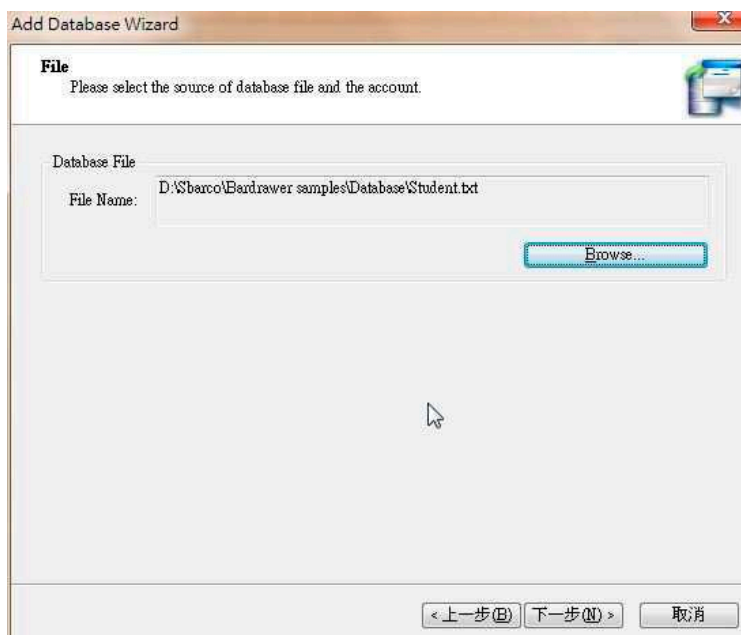 Add Database Wizard
File
Please select the source of database file and the account.
Database File
File Name:
D:\Sbarco\Bardrawer samples\Database\Student.txt
Browse...
<上一步(B)
下一步(N)>
取消